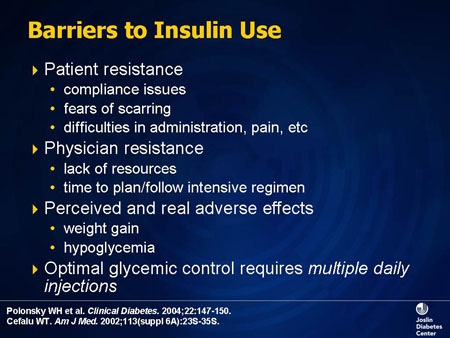 Barriers to Insulin Use
Patient resistance
• compliance issues
• fears of scarring
• difficulties in administration, pain, etc
Physician resistance
• lack of resources
• time to plan/follow intensive regimen
Perceived and real adverse effects
• weight gain
• hypoglycemia
Optimal glycemic control requires multiple daily
injections
Polonsky WH et al. Clinical Diabetes. 2004;22:147-150.
Cefalu WT. Am J Med. 2002;113(suppl 6A):23S-35S.
Joslin
Diabetes
Center